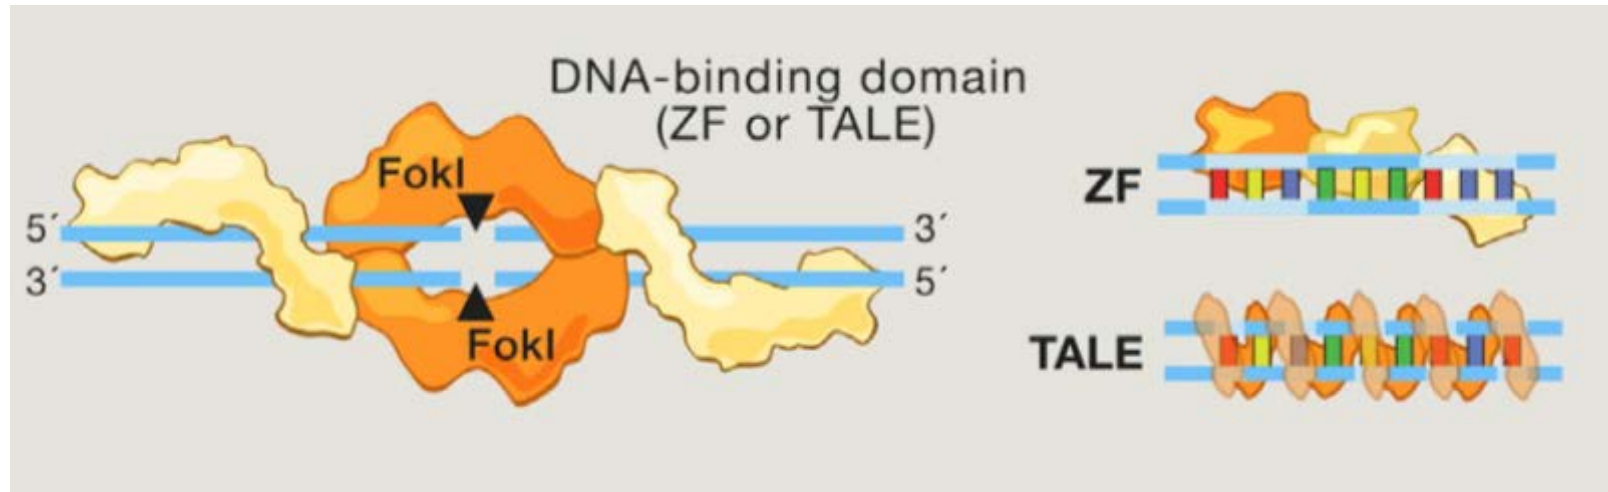 DNA-binding domain
(ZF or TALE)
FokI
5´ 3´
3´ 5´
FokI
ZF
TALE